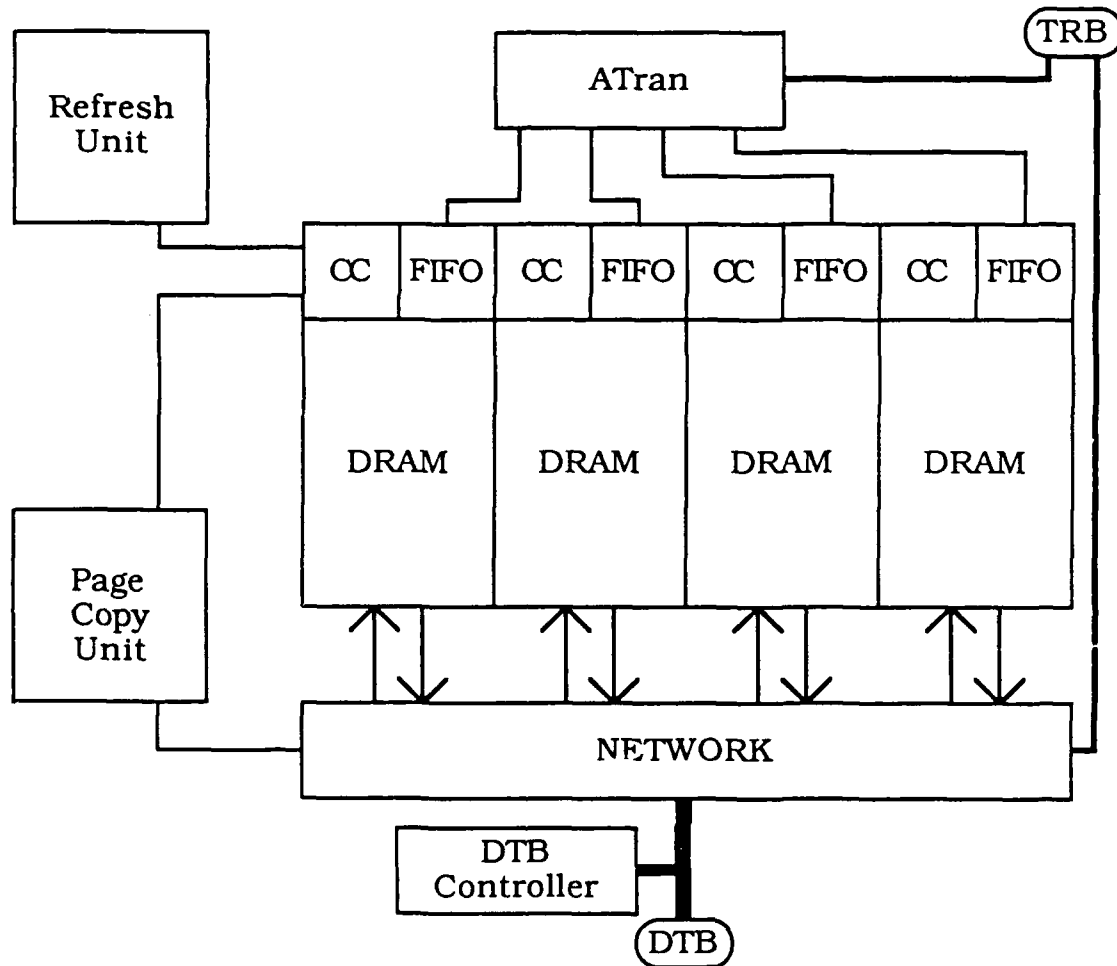 TRB
ATran
Refresh
Unit
CC FIFO CC FIFO CC FIFO CC FIFO
DRAM DRAM DRAM DRAM
Page
Copy
Unit
NETWORK
DTB
Controller
DTB